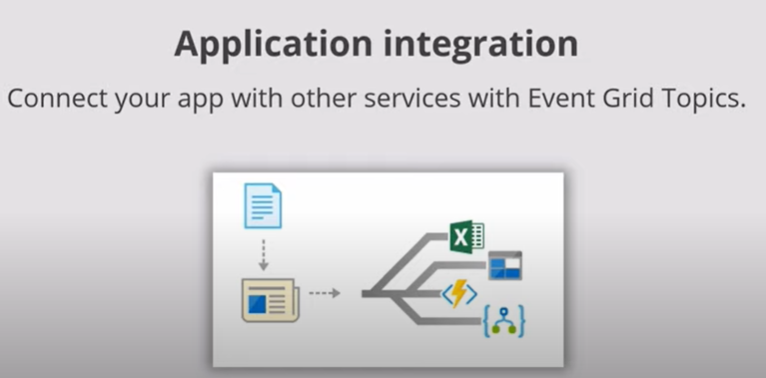 Application integration
Connect your app with other services with Event Grid Topics.
X